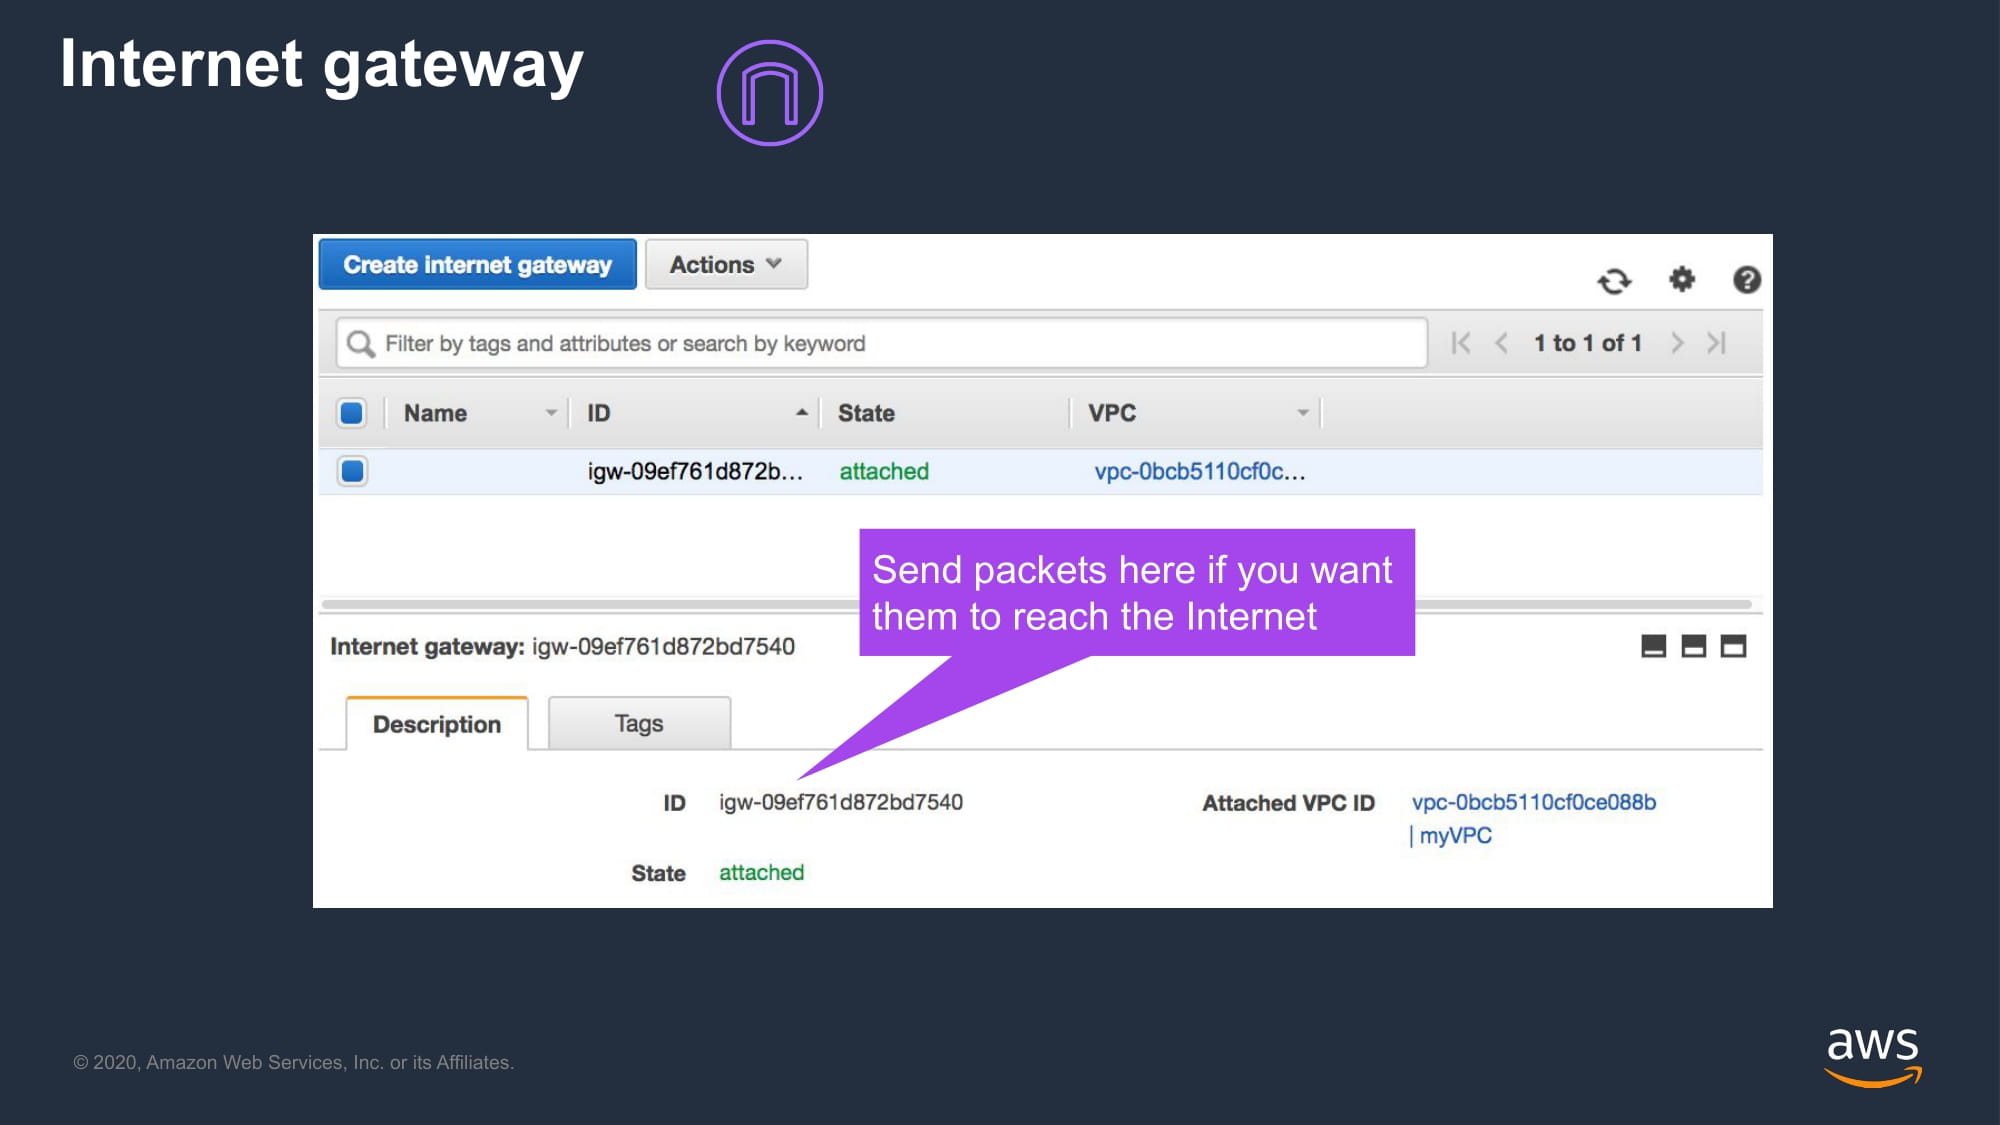 Internet gateway
Create internet gateway Actions
Filter by tags and attributes or search by keyword 1 to 1 of 1
Name ID State VPC
igw-09ef761d872b... attached vpc-0bcb5110cf0c...
Send packets here if you want
them to reach the Internet
Internet gateway: igw-09ef761d872bd7540
Description Tags
ID igw-09ef761d872bd7540 Attached VPC ID vpc-0bcb5110cf0ce088b
| myVPC
State attached
© 2020, Amazon Web Services, Inc. or its Affiliates.
aws